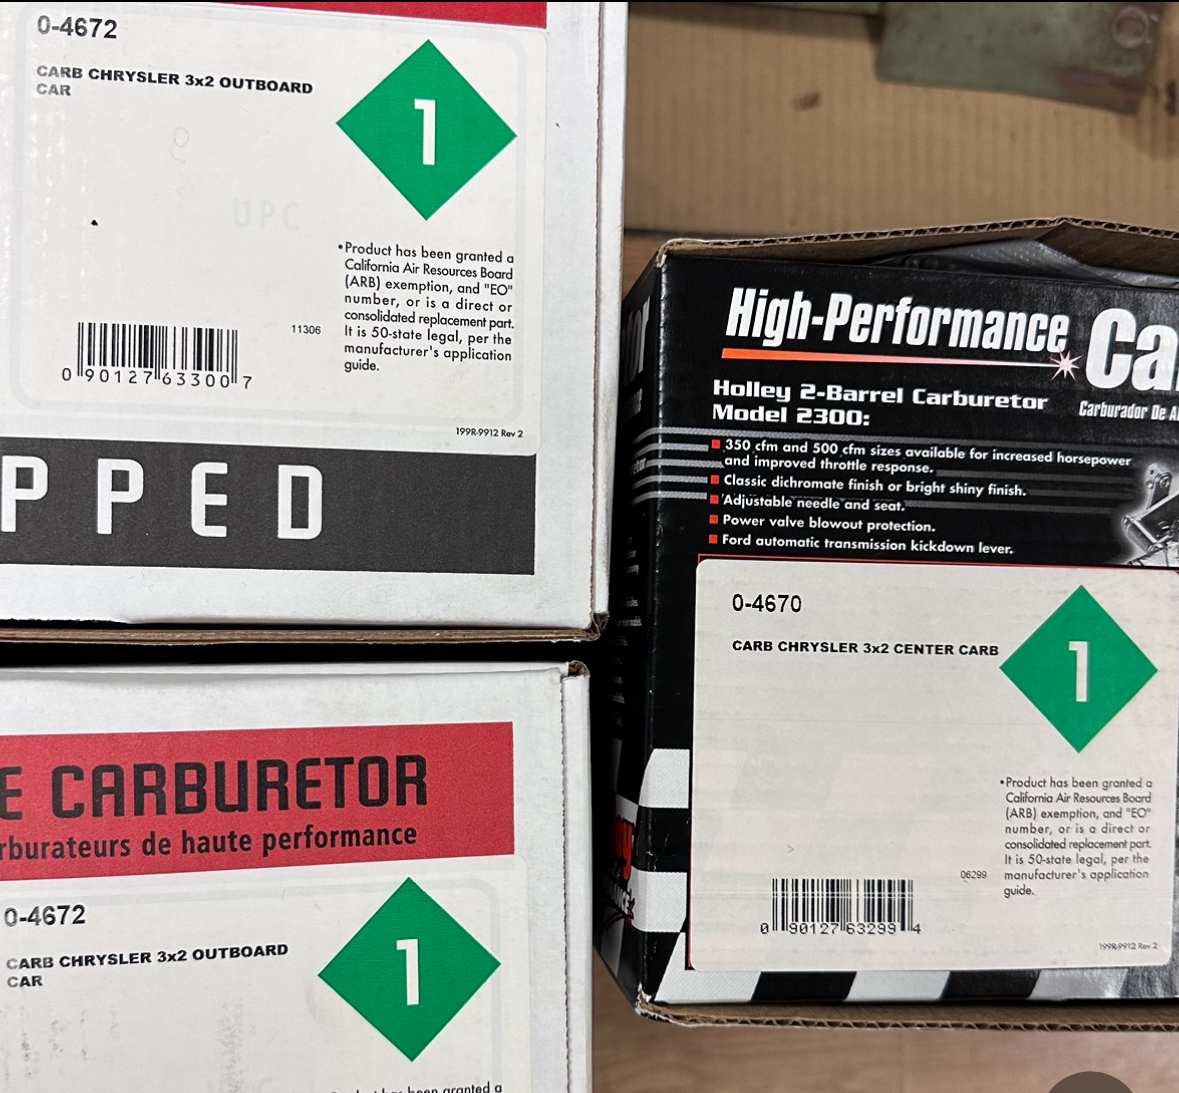 0-4672
CARB CHRYSLER 3x2 OUTBOARD
CAR
1
UPC
•Product has been granted a
California Air Resources Board
(ARB) exemption, and "EO"
number, or is a direct or
consolidated replacement part.
It is 50-state legal, per the
manufacturer's application
guide.
11306
0 90127 63300 7
199R-9912 Rev 2
PPED
E CARBURETOR
rburateurs de haute performance
0-4672
CARB CHRYSLER 3x2 OUTBOARD
CAR
1
been granted a
High-Performance Ca
Carburador De A
Holley 2-Barrel Carburetor
Model 2300:
350 cfm and 500 cfm sizes available for increased horsepower
and improved throttle response.
Classic dichromate finish or bright shiny finish.
Adjustable needle and seat.
Power valve blowout protection.
Ford automatic transmission kickdown lever.
0-4670
CARB CHRYSLER 3x2 CENTER CARB
1
•Product has been granted a
California Air Resources Board
(ARB) exemption, and "EO"
number, or is a direct or
consolidated replacement part.
It is 50-state legal, per the
manufacturer's application
guide.
06299
0 90127 63299 4
199R-9912 Rev 2